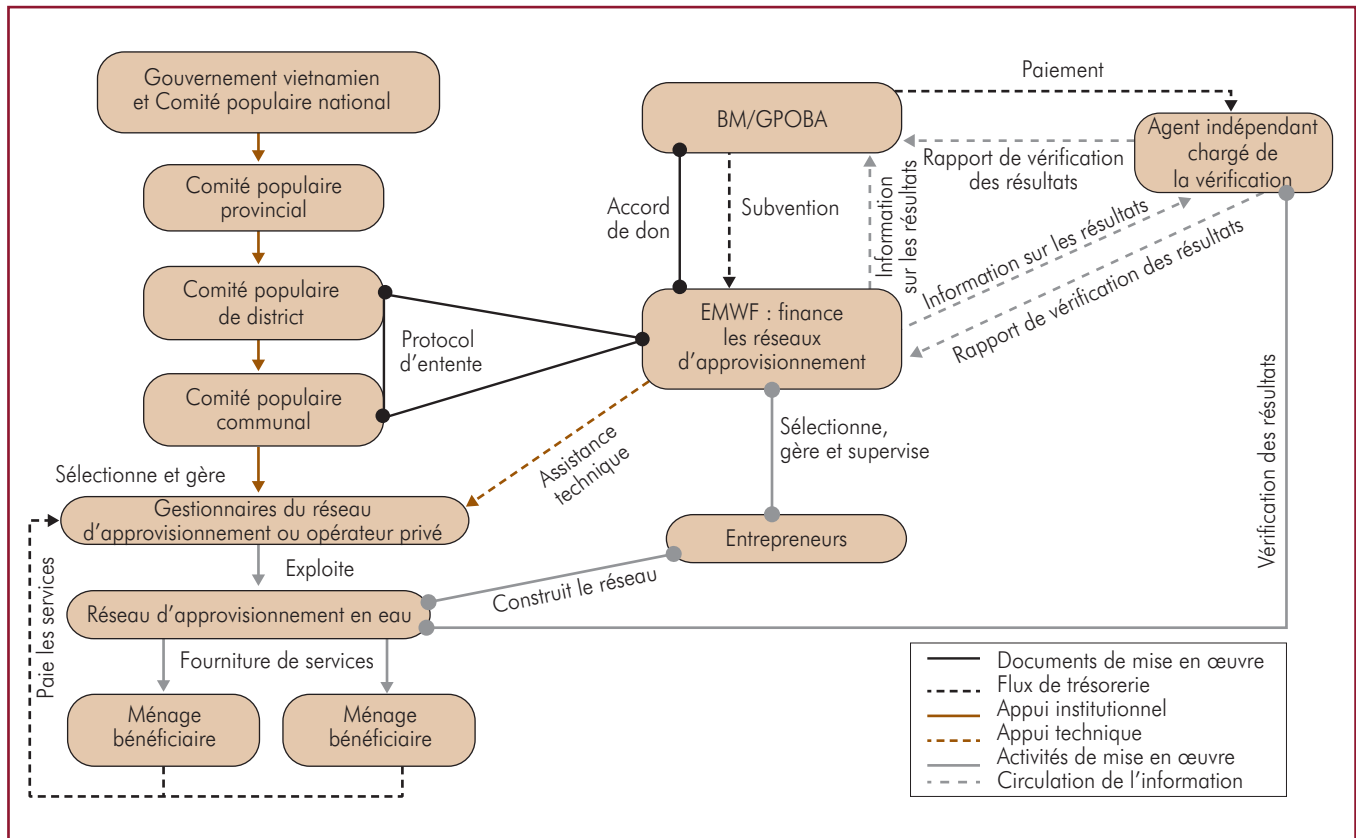 Gouvernement vietnamien
et Comité populaire national
Comité populaire
provincial
Comité populaire
de district
Comité populaire
communal
Protocol
d'entente
Sélectionne et gère
Gestionnaires du réseau
d'approvisionnement ou opérateur privé
Exploite
Réseau d'approvisionnement en eau
Fourniture de services
Ménage
bénéficiaire
Ménage
bénéficiaire
Paie les services
BM/GPOBA
Paiement
Agent indépendant
chargé de
la vérification
Rapport de vérification
des résultats
Accord
de don
Subvention
Information
sur les résultats
Information sur les résultats
Rapport de vérification des résultats
EMWF : finance
les réseaux
d'approvisionnement
Assistance
technique
Sélectionne,
gère et supervise
Entrepreneurs
Construit le réseau
Vérification des résultats
Documents de mise en œuvre
Flux de trésorerie
Appui institutionnel
Appui technique
Activités de mise en œuvre
Circulation de l'information